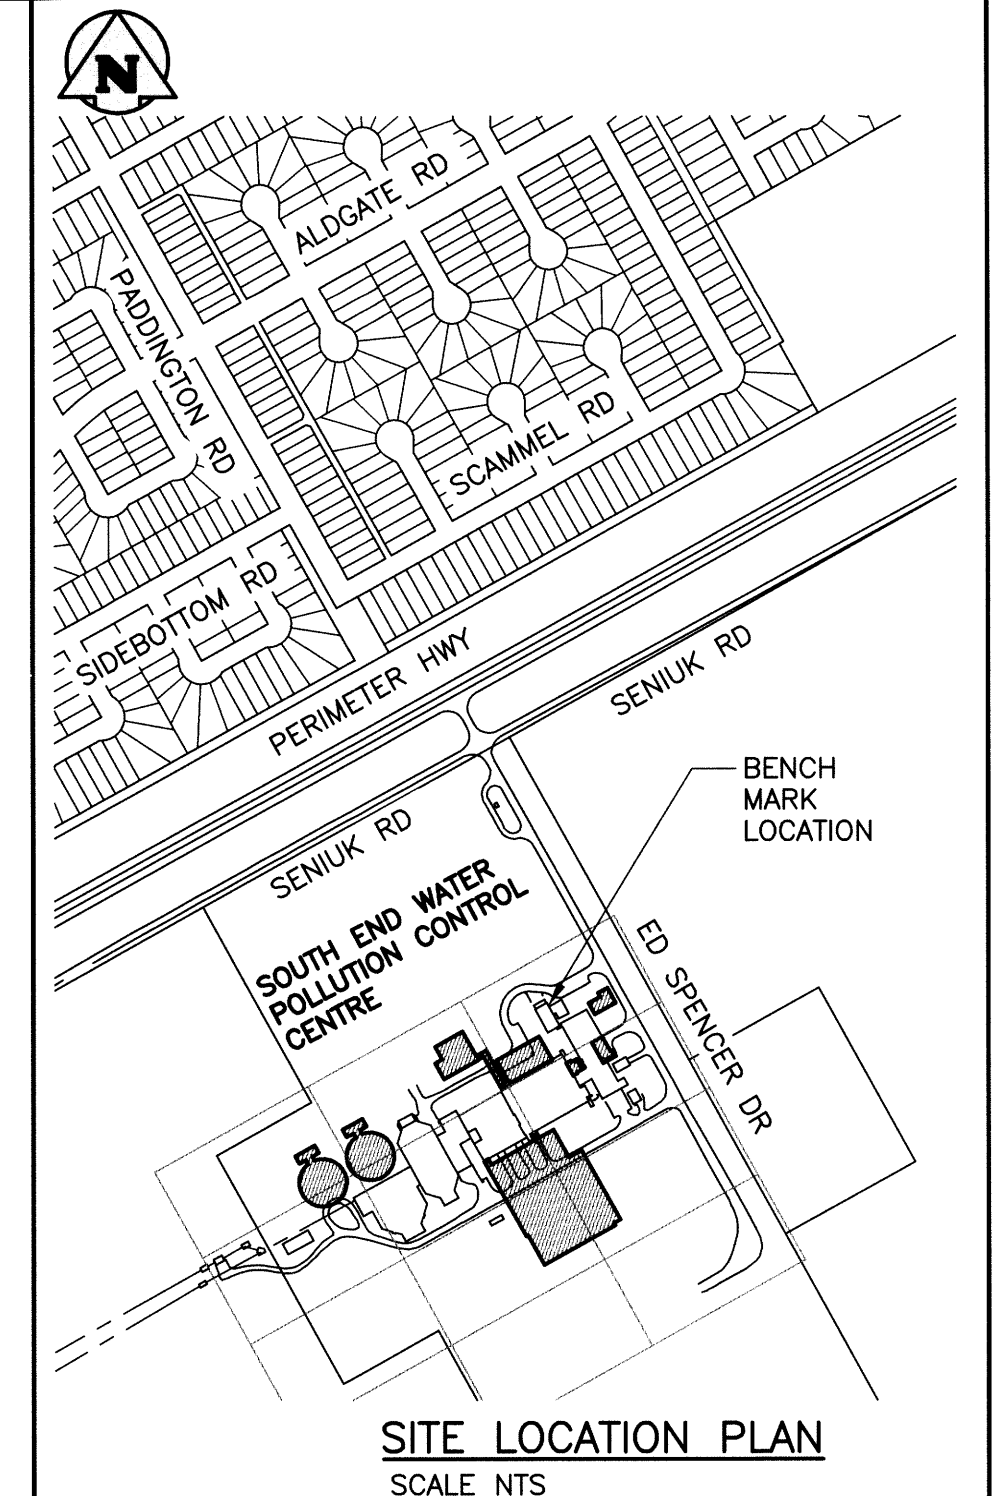 N
ALDGATE RD
PADDINGTON RD
SCAMMEL RD
SIDEBOTTOM RD
PERIMETER HWY
SENIUK RD
BENCH
MARK
LOCATION
SENIUK RD
SOUTH END WATER
POLLUTION CONTROL
CENTRE
ED SPENCER DR
SITE LOCATION PLAN
SCALE NTS